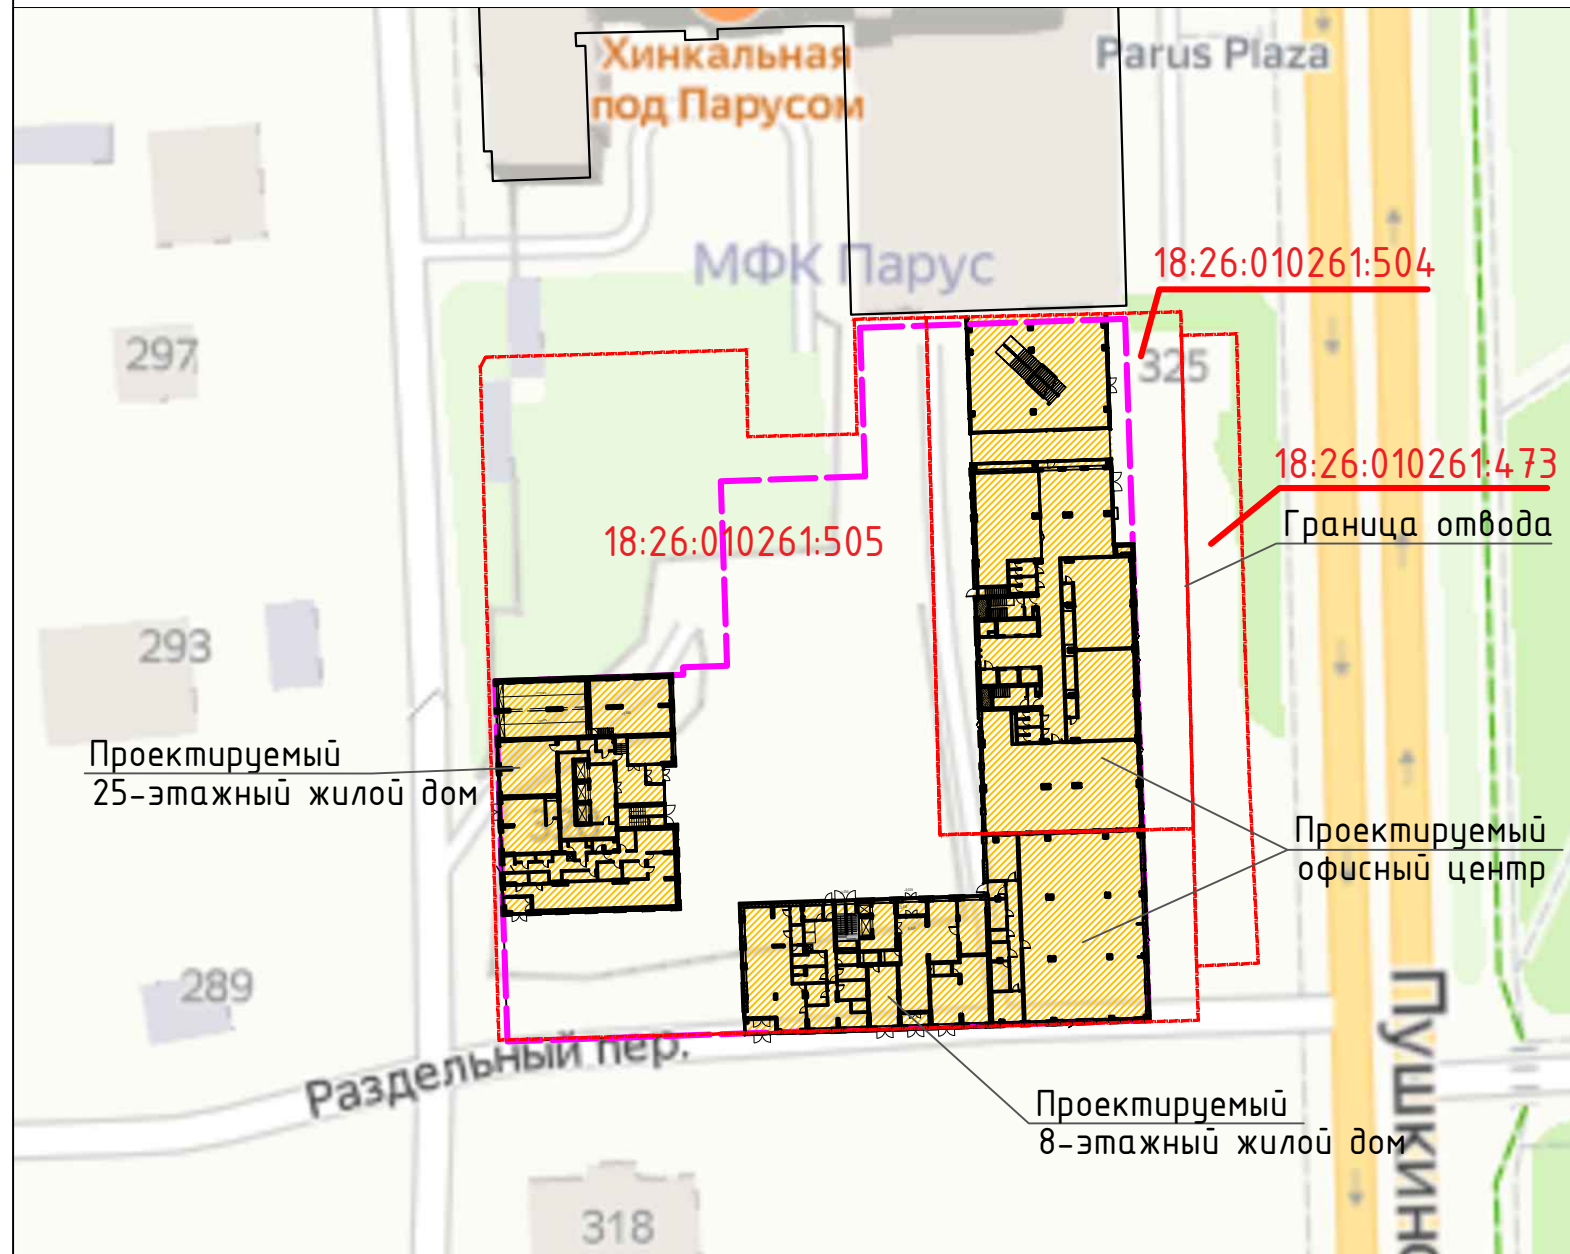 Хинкальная
под Парусом
Parus Plaza
МФК Парус
18:26:010261:504
297
325
18:26:010261:473
Граница отвода
18:26:010261:505
293
Проектируемый
25-этажный жилой дом
Проектируемый
офисный центр
289
Раздельный пер.
Пушкинс
Проектируемый
8-этажный жилой дом
318